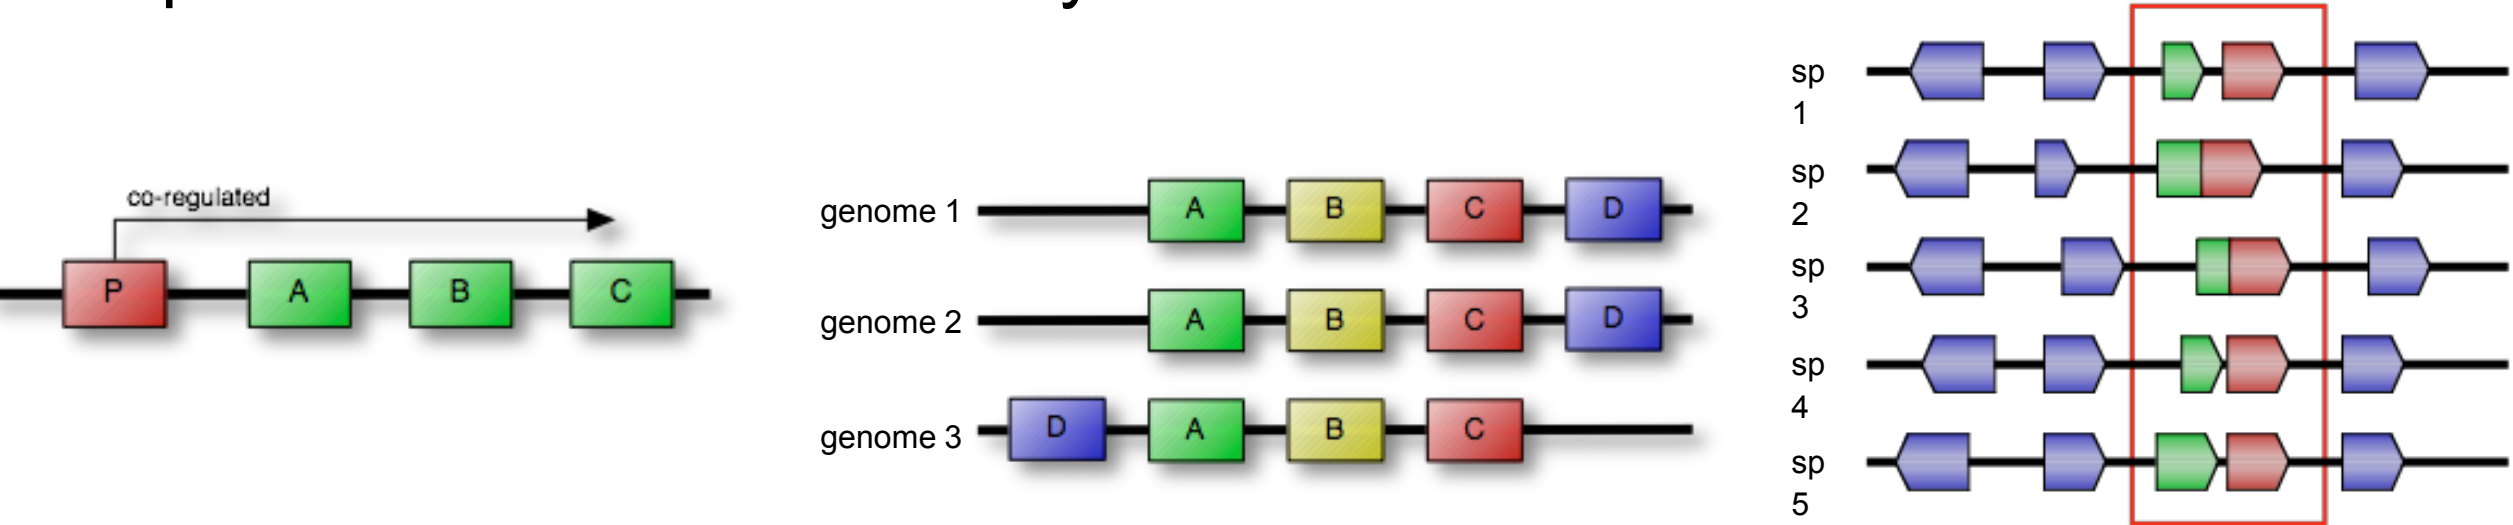 co-regulated
P A B C
genome 1 A B C D
genome 2 A B C D
genome 3 D A B C
sp
1
sp
2
sp
3
sp
4
sp
5